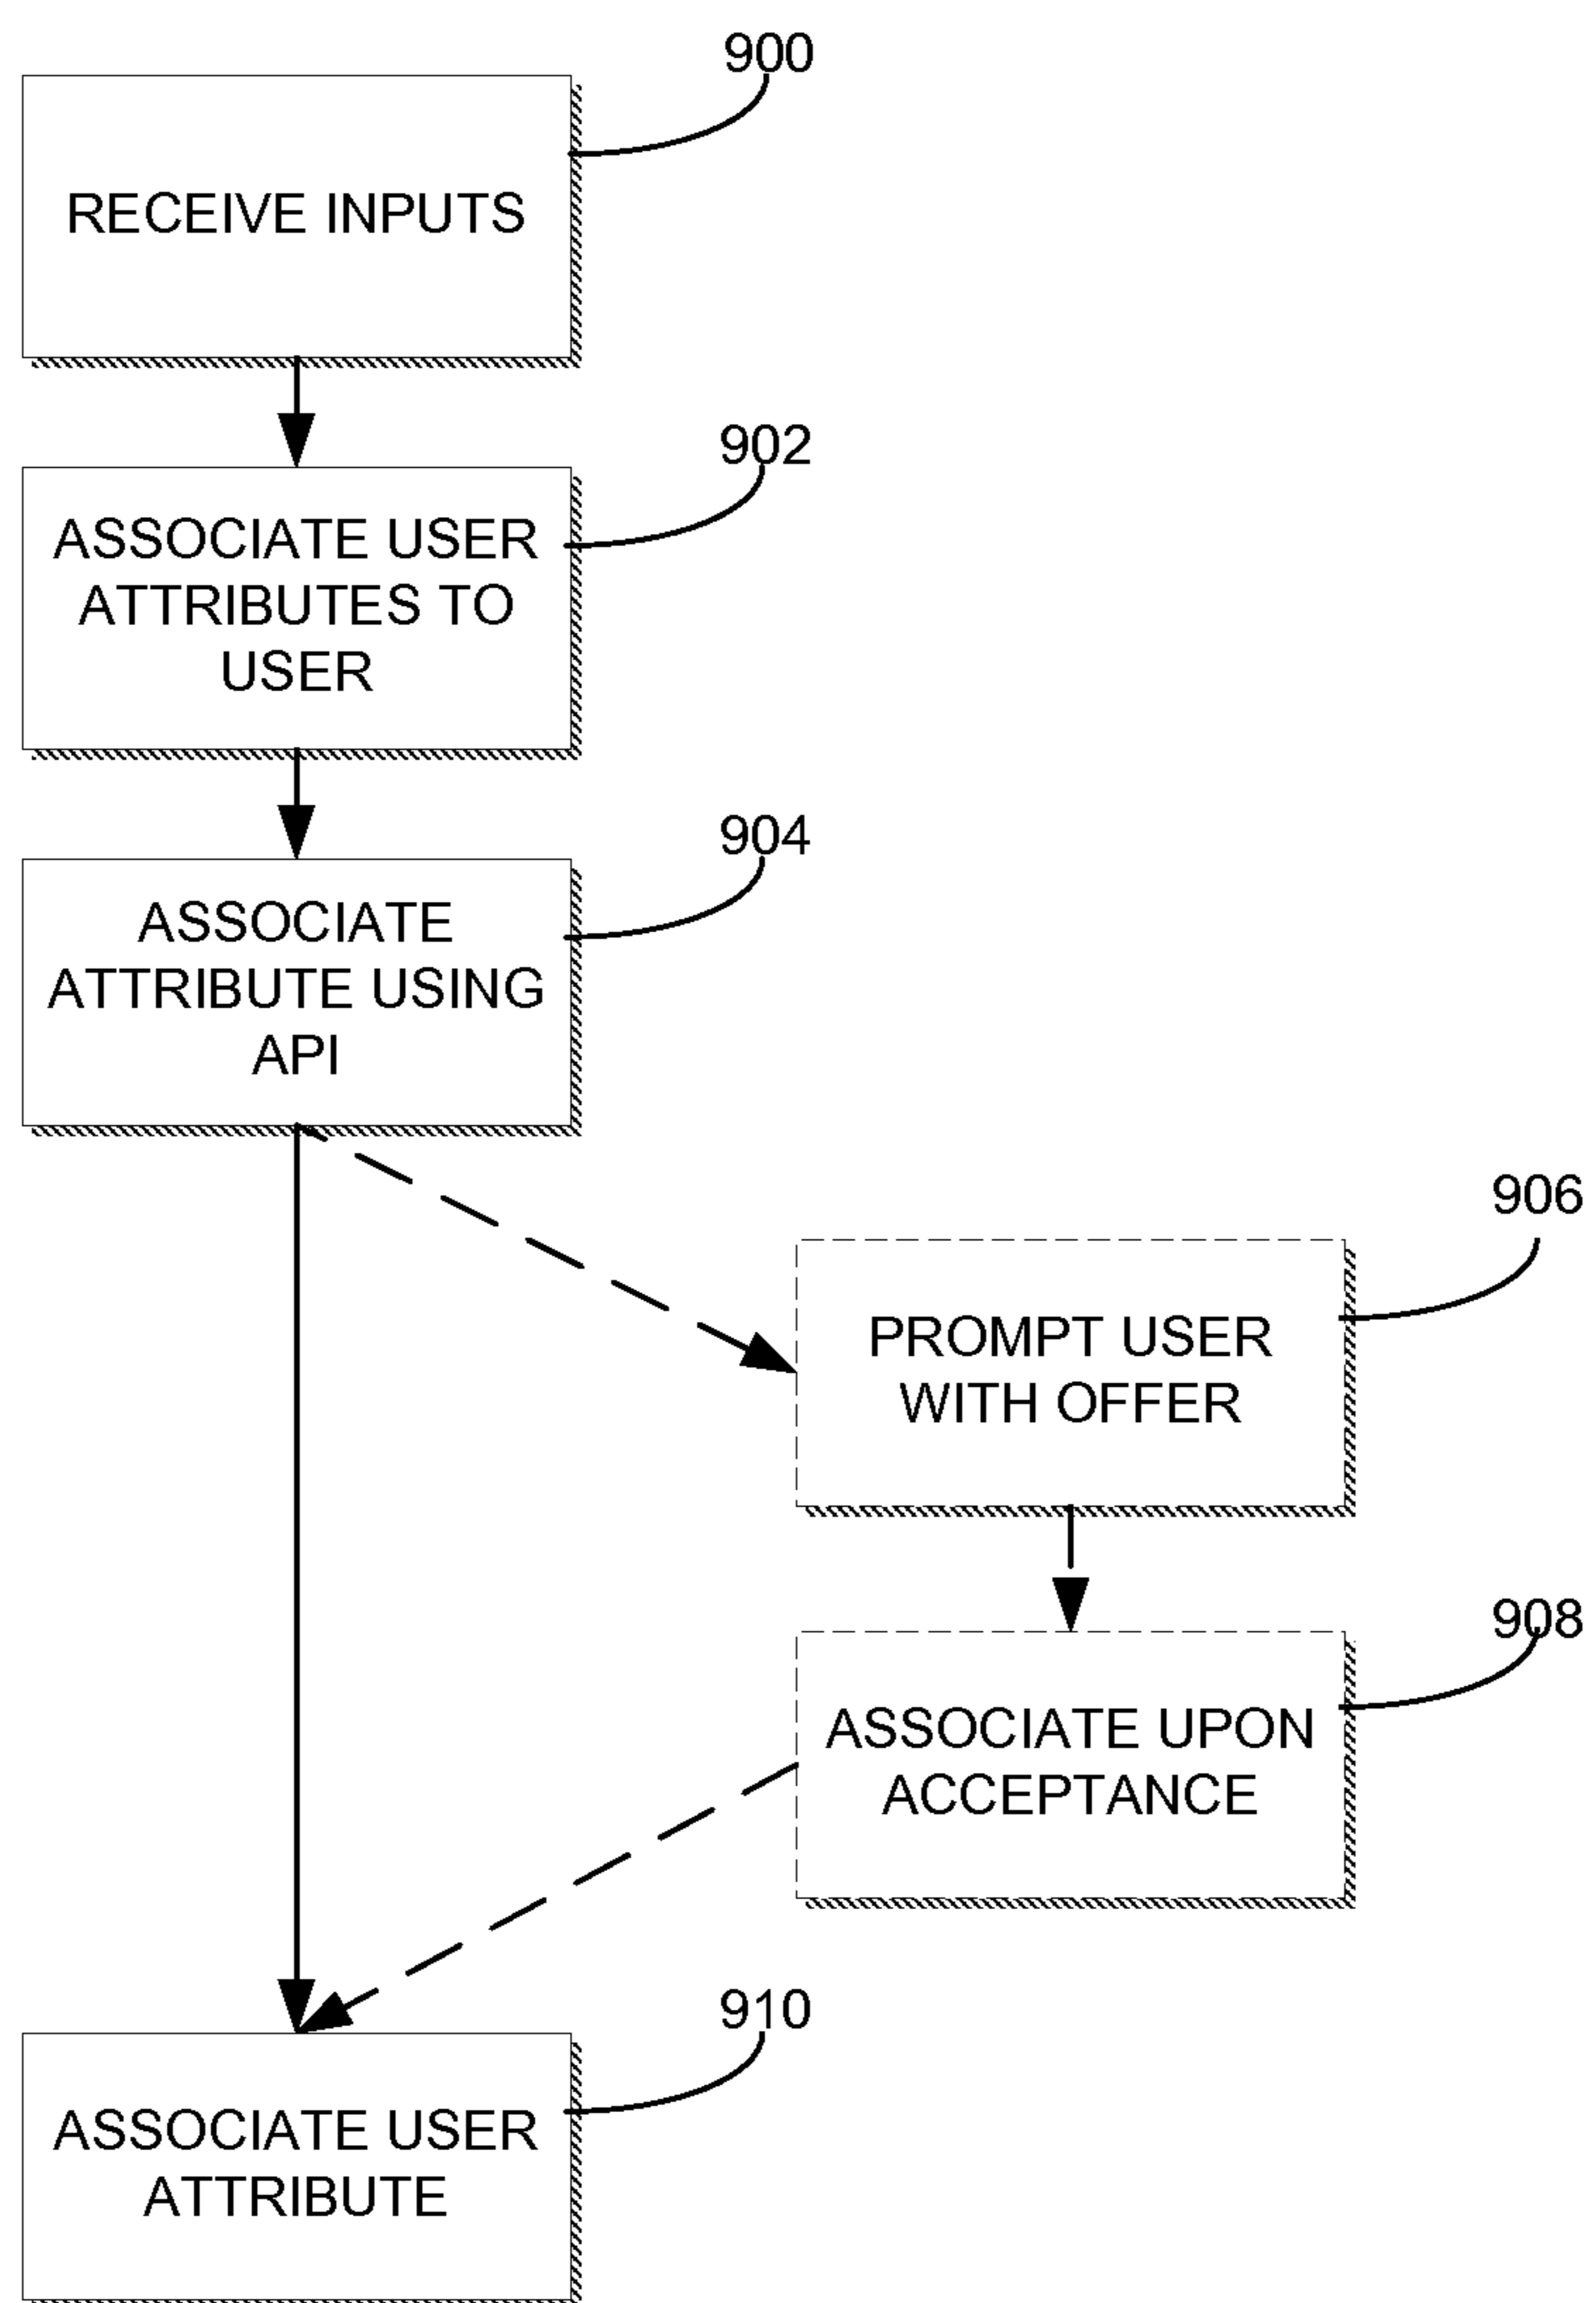 900
RECEIVE INPUTS
902
ASSOCIATE USER
ATTRIBUTES TO
USER
904
ASSOCIATE
ATTRIBUTE USING
API
906
PROMPT USER
WITH OFFER
908
ASSOCIATE UPON
ACCEPTANCE
910
ASSOCIATE USER
ATTRIBUTE